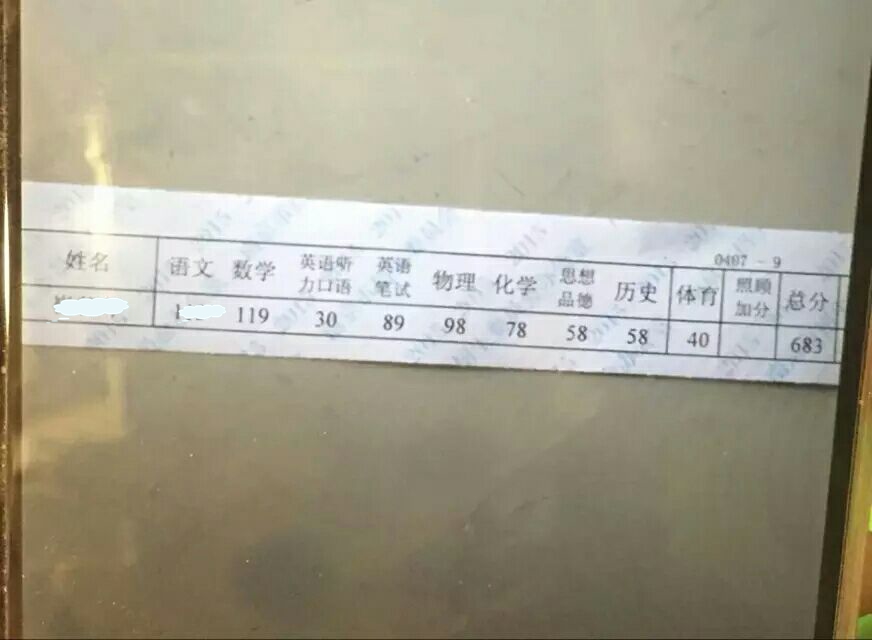 0407 - 9
姓名 语文 数学 英语听力口语 英语笔试 物理 化学 思想品德 历史 体育 照顾加分 总分
119 30 89 98 78 58 58 40 683